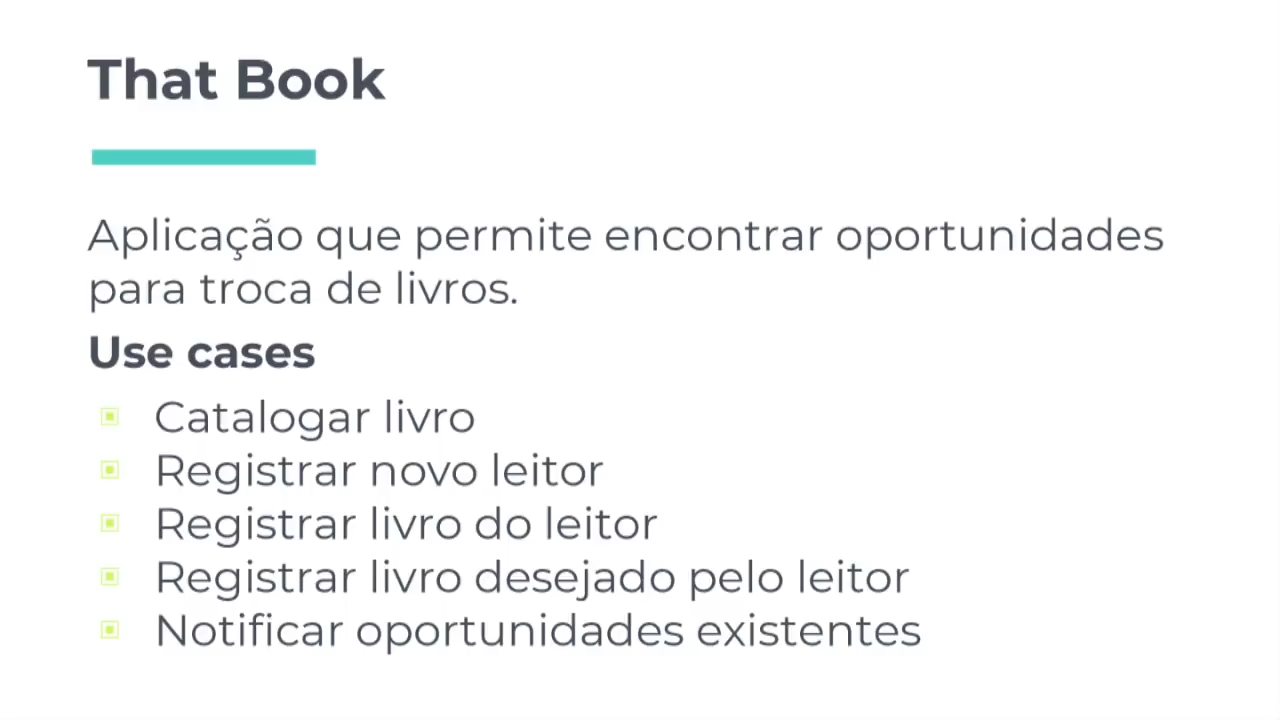 That Book
Aplicação que permite encontrar oportunidades
para troca de livros.
Use cases
Catalogar livro
Registrar novo leitor
Registrar livro do leitor
Registrar livro desejado pelo leitor
Notificar oportunidades existentes